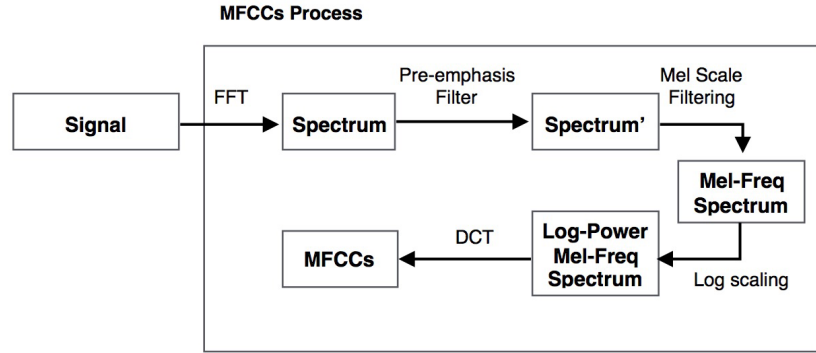 MFCCs Process
FFT
Pre-emphasis
Filter
Mel Scale
Filtering
Signal
Spectrum
Spectrum’
Mel-Freq
Spectrum
Log scaling
Log-Power
Mel-Freq
Spectrum
DCT
MFCCs